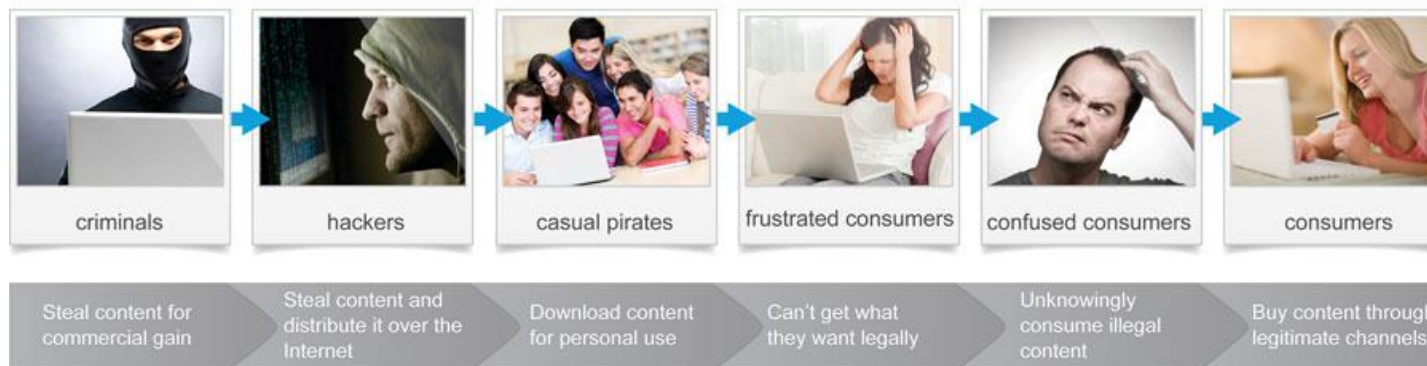 criminals
hackers
casual pirates
frustrated consumers
confused consumers
consumers
Steal content for
commercial gain
Steal content and
distribute it over the
Internet
Download content
for personal use
Can't get what
they want legally
Unknowingly
consume illegal
content
Buy content through
legitimate channels